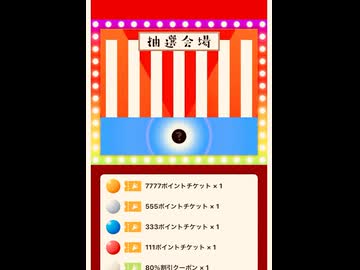 抽選会場
?
7777ポイントチケット × 1
555ポイントチケット × 1
333ポイントチケット × 1
111ポイントチケット × 1
80%割引クーポン × 1